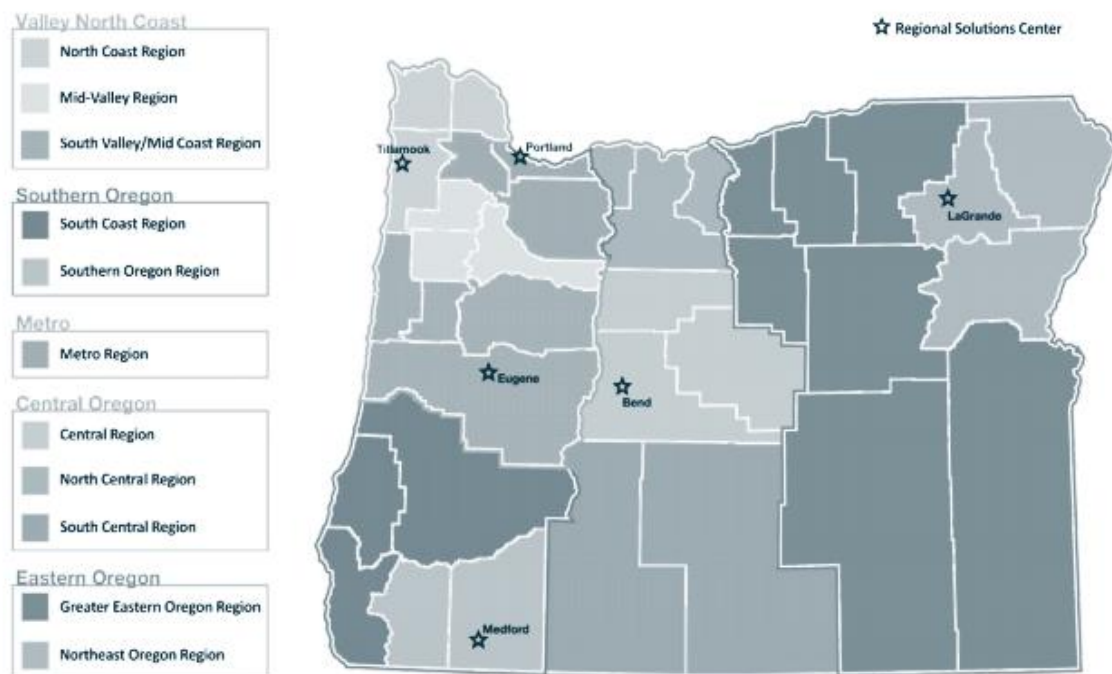 Valley North Coast
North Coast Region
Mid-Valley Region
South Valley/Mid Coast Region
Southern Oregon
South Coast Region
Southern Oregon Region
Metro
Metro Region
Central Oregon
Central Region
North Central Region
South Central Region
Eastern Oregon
Greater Eastern Oregon Region
Northeast Oregon Region
Regional Solutions Center
Tillamook
Portland
LaGrande
Eugene
Bend
Medford